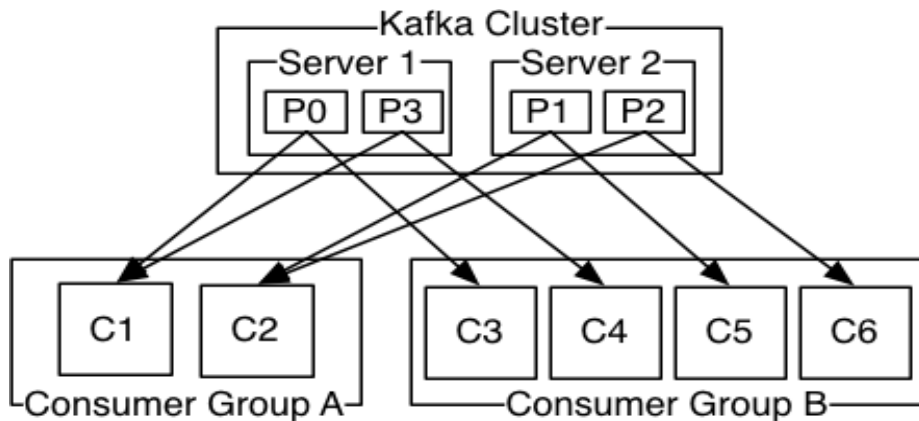 Kafka Cluster
Server 1 Server 2
P0 P3 P1 P2
C1 C2 C3 C4 C5 C6
Consumer Group A Consumer Group B